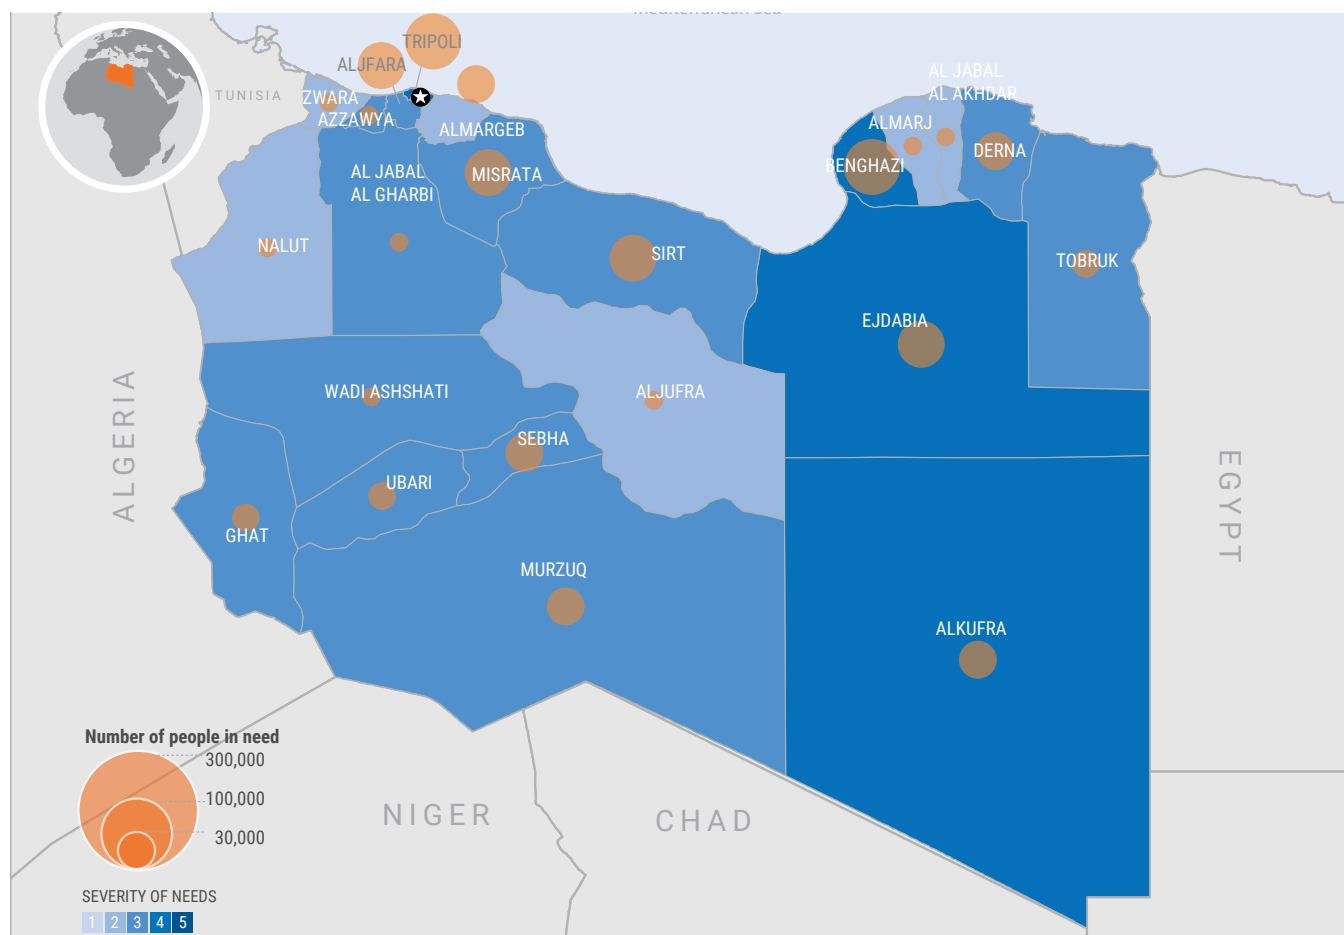 Mediterranean Sea
TRIPOLI
ALJFARA
TUNISIA
ZWARA
AZZAWYA
ALMARGEB
AL JABAL
AL AKHDAR
ALMARJ
BENGHAZI
DERNA
AL JABAL
AL GHARBI
MISRATA
NALUT
SIRT
TOBRUK
EJDABIA
WADI ASHSHATI
ALJUFRA
ALGERIA
SEBHA
UBARI
GHAT
EGYPT
MURZUQ
ALKUFRA
NIGER
CHAD
Number of people in need
300,000
100,000
30,000
SEVERITY OF NEEDS
1 2 3 4 5